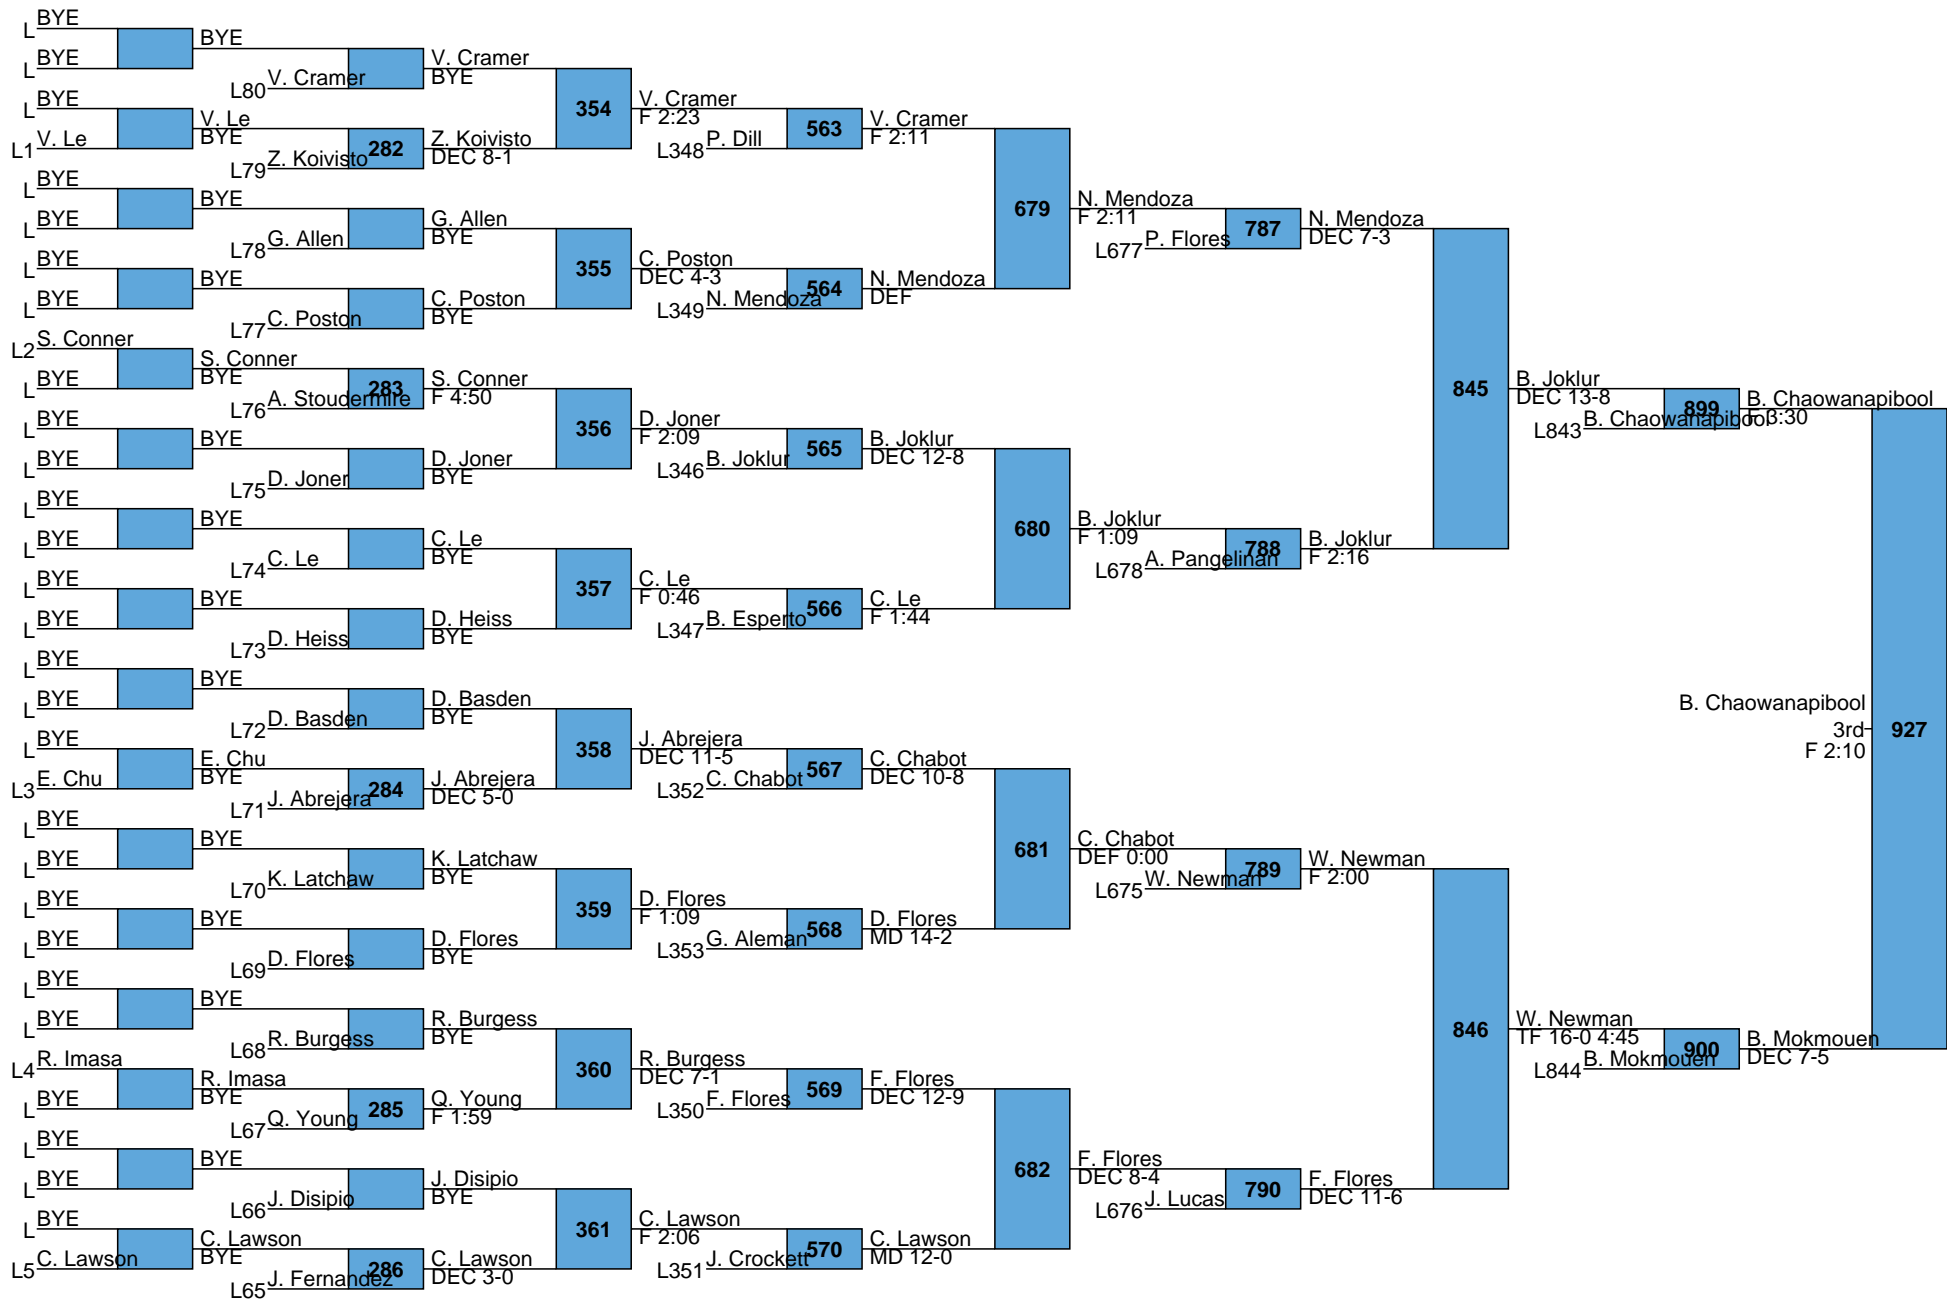 BYE
L
BYE
BYE
L
V. Cramer
BYE
V. Cramer
L80
BYE
L
V. Cramer
F 2:23
354
V. Le
BYE
V. Le
L1
282
Z. Koivisto
DEC 8-1
P. Dill
L348
563
V. Cramer
F 2:11
Z. Koivisto
L79
BYE
L
BYE
BYE
L
G. Allen
BYE
G. Allen
L78
679
N. Mendoza
F 2:11
P. Flores
L677
787
N. Mendoza
DEC 7-3
BYE
L
355
C. Poston
DEC 4-3
BYE
BYE
L
C. Poston
BYE
N. Mendoza
L349
564
N. Mendoza
DEF
C. Poston
L77
S. Conner
L2
S. Conner
BYE
BYE
L
283
S. Conner
F 4:50
A. Stoudermire
L76
845
B. Joklur
DEC 13-8
B. Chaowanapibool
L843
899
B. Chaowanapibool
F 3:30
BYE
L
356
D. Joner
F 2:09
BYE
BYE
L
D. Joner
BYE
B. Joklur
L346
565
B. Joklur
DEC 12-8
D. Joner
L75
BYE
L
BYE
BYE
L
C. Le
BYE
C. Le
L74
680
B. Joklur
F 1:09
A. Pangelinan
L678
788
B. Joklur
F 2:16
BYE
L
357
C. Le
F 0:46
BYE
BYE
L
D. Heiss
BYE
B. Esperto
L347
566
C. Le
F 1:44
D. Heiss
L73
BYE
L
BYE
BYE
L
D. Basden
BYE
D. Basden
L72
B. Chaowanapibool
3rd
F 2:10
927
BYE
L
358
J. Abrejera
DEC 11-5
E. Chu
BYE
E. Chu
L3
284
J. Abrejera
DEC 5-0
C. Chabot
L352
567
C. Chabot
DEC 10-8
J. Abrejera
L71
BYE
L
BYE
BYE
L
K. Latchaw
BYE
K. Latchaw
L70
681
C. Chabot
DEF 0:00
W. Newman
L675
789
W. Newman
F 2:00
BYE
L
359
D. Flores
F 1:09
BYE
BYE
L
D. Flores
BYE
G. Aleman
L353
568
D. Flores
MD 14-2
D. Flores
L69
BYE
L
BYE
BYE
L
R. Burgess
BYE
R. Burgess
L68
846
W. Newman
TF 16-0 4:45
B. Mokmouen
L844
900
B. Mokmouen
DEC 7-5
R. Imasa
L4
360
R. Burgess
DEC 7-1
R. Imasa
BYE
BYE
L
285
Q. Young
F 1:59
F. Flores
L350
569
F. Flores
DEC 12-9
Q. Young
L67
BYE
L
BYE
BYE
L
J. Disipio
BYE
J. Disipio
L66
682
F. Flores
DEC 8-4
J. Lucas
L676
790
F. Flores
DEC 11-6
BYE
L
361
C. Lawson
F 2:06
C. Lawson
BYE
C. Lawson
L5
286
C. Lawson
DEC 3-0
J. Crockett
L351
570
C. Lawson
MD 12-0
J. Fernandez
L65